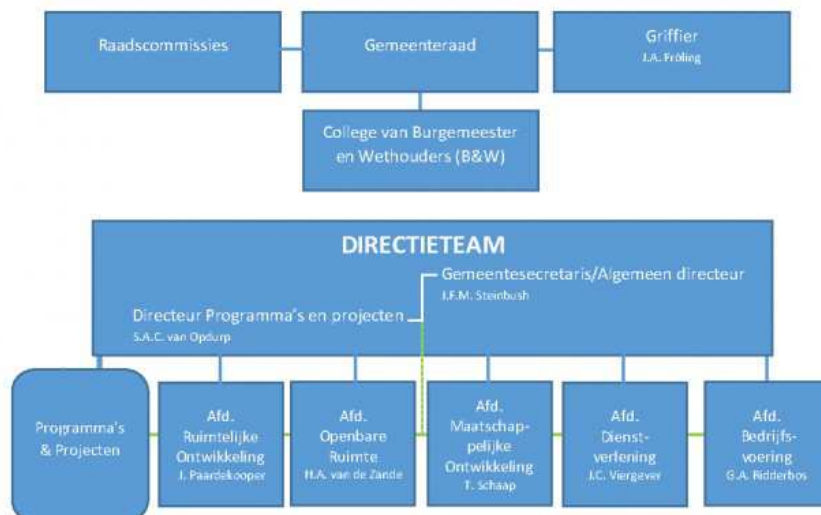 Raadscommissies
Gemeenteraad
Griffier
J.A. Fröling
College van Burgemeester
en Wethouders (B&W)
DIRECTIETEAM
Gemeentesecretaris/Algemeen directeur
J.F.M. Steinbush
Directeur Programma's en projecten
S.A.C. van Opdurp
Programma's
& Projecten
Afd.
Ruimtelijke
Ontwikkeling
J. Paardekooper
Afd.
Openbare
Ruimte
H.A. van de Zande
Afd.
Maatschap-
pelijke
Ontwikkeling
T. Schaap
Afd.
Dienst-
verlening
J.C. Viergever
Afd.
Bedrijfs-
voering
G.A. Ridderbos